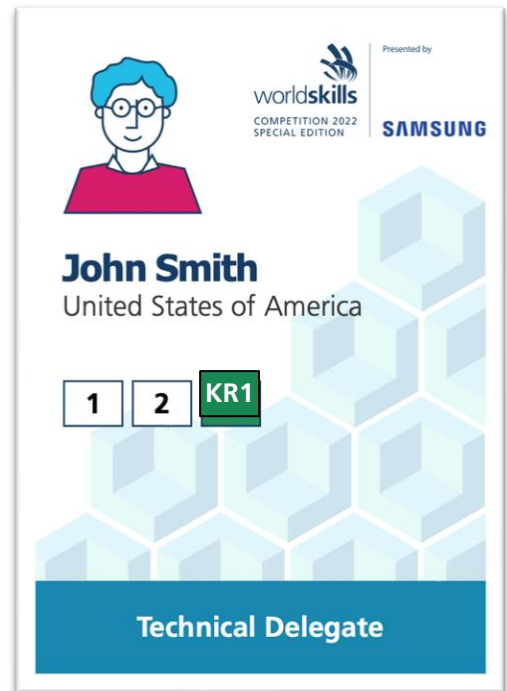 Presented by
worldskills
COMPETITION 2022
SPECIAL EDITION
SAMSUNG
John Smith
United States of America
1 2 KR1
Technical Delegate